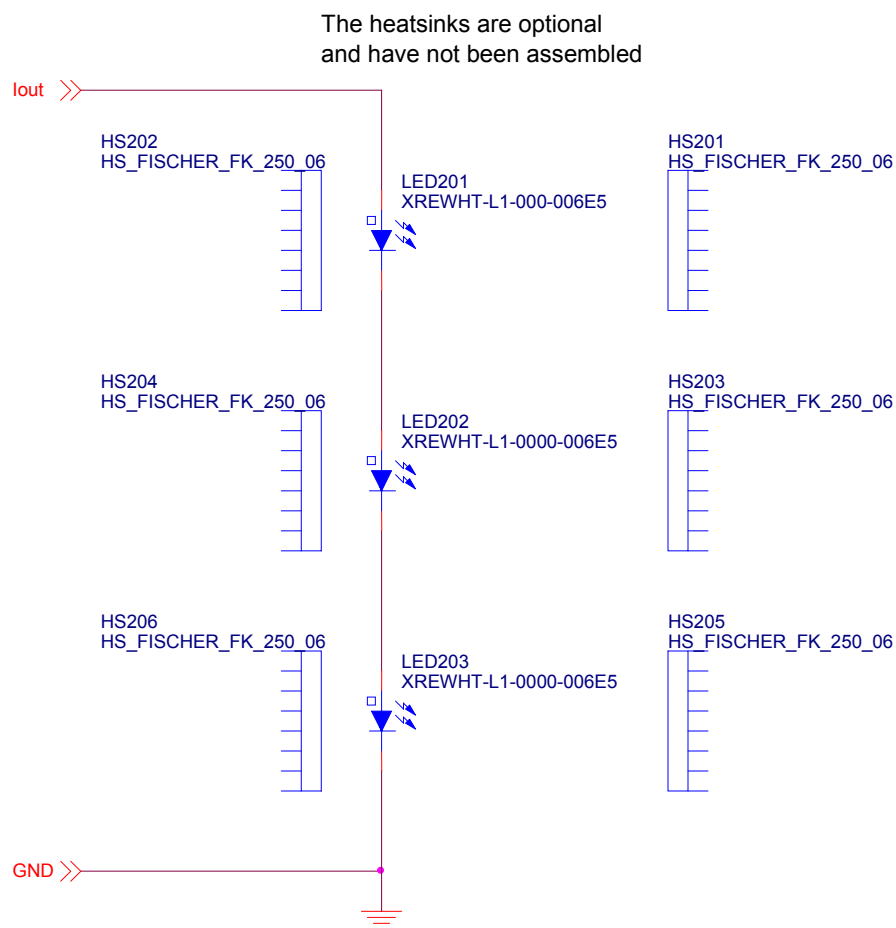 The heatsinks are optional
and have not been assembled
Iout
HS202
HS_FISCHER_FK_250_06
HS201
HS_FISCHER_FK_250_06
LED201
XREWHT-L1-000-006E5
HS204
HS_FISCHER_FK_250_06
HS203
HS_FISCHER_FK_250_06
LED202
XREWHT-L1-0000-006E5
HS206
HS_FISCHER_FK_250_06
HS205
HS_FISCHER_FK_250_06
LED203
XREWHT-L1-0000-006E5
GND